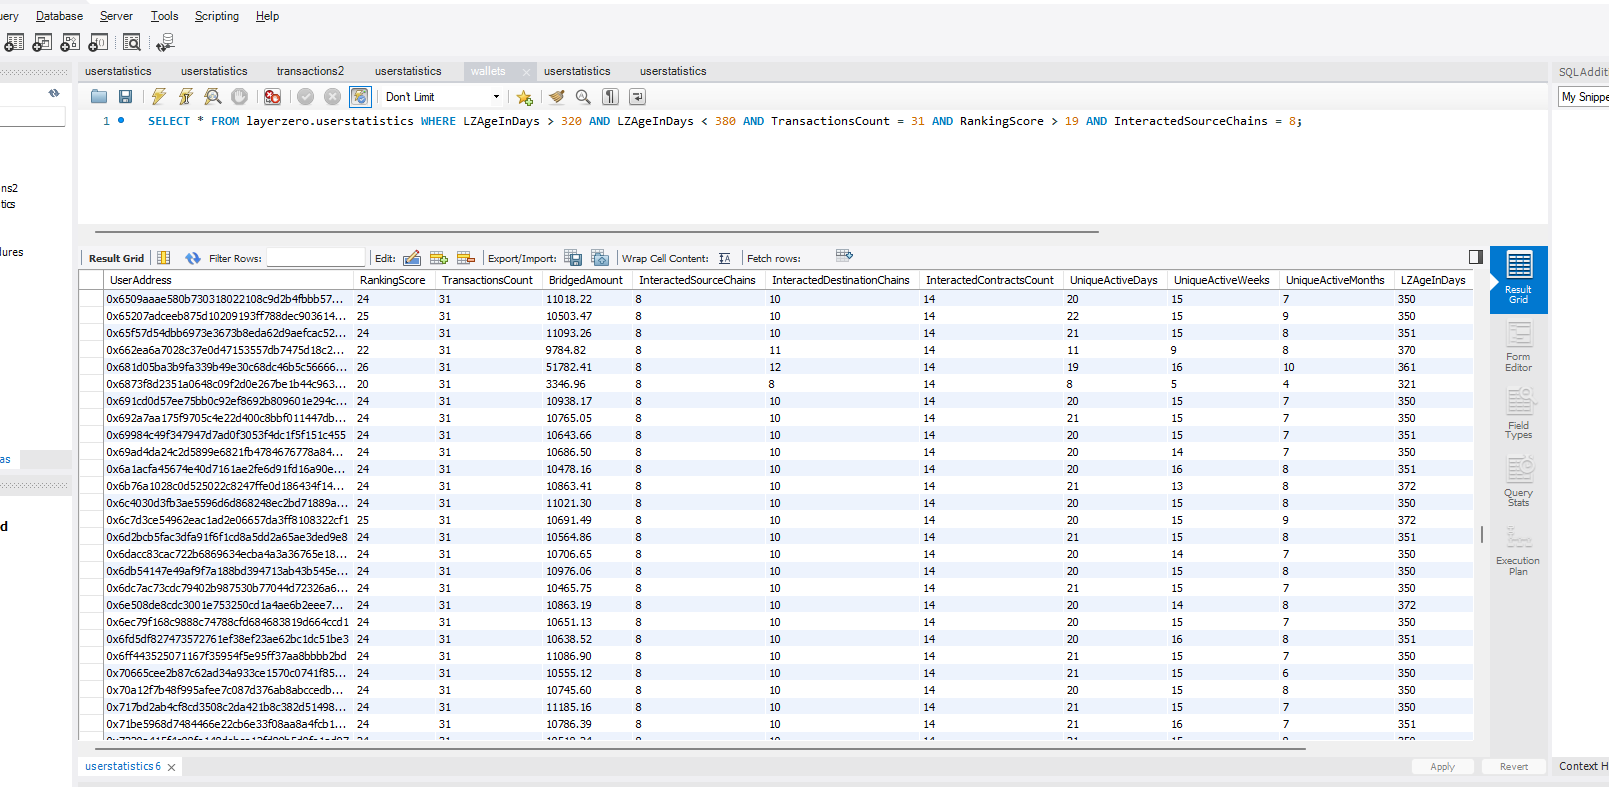 uery Database Server Tools Scripting Help
userstatistics userstatistics transactions2 userstatistics wallets userstatistics userstatistics
SQLAdditi
Don't Limit
My Snippe
1 SELECT * FROM layerzero.userstatistics WHERE LZAgeInDays > 320 AND LZAgeInDays < 380 AND TransactionsCount = 31 AND RankingScore > 19 AND InteractedSourceChains = 8;
ns2
tics
lures
as
d
Result Grid Filter Rows: Edit: Export/Import: Wrap Cell Content: Fetch rows:
UserAddress RankingScore TransactionsCount BridgedAmount InteractedSourceChains InteractedDestinationChains InteractedContractsCount UniqueActiveDays UniqueActiveWeeks UniqueActiveMonths LZAgeInDays
0x6509aaae580b730318022108c9d2b4fbbb57... 24 31 11018.22 8 10 14 20 15 7 350
0x65207adceeb875d10209193ff788dec903614... 25 31 10503.47 8 10 14 22 15 9 350
0x65f57d54dbb6973e3673b8eda62d9aefcac52... 24 31 11093.26 8 10 14 21 15 8 351
0x662ea6a7028c37e0d47153557db7475d18c2... 22 31 9784.82 8 11 14 11 9 8 370
0x681d05ba3b9fa339b49e30c68dc46b5c56666... 26 31 51782.41 8 12 14 19 16 10 361
0x6873f8d2351a0648c09f2d0e267be1b44c963... 20 31 3346.96 8 8 14 8 5 4 321
0x691cd0d57ee75bb0c92ef8692b809601e294c... 24 31 10938.17 8 10 14 20 15 7 350
0x692a7aa175f9705c4e22d400c8bbf011447db... 24 31 10765.05 8 10 14 21 15 7 350
0x69984c49f347947d7ad0f3053f4dc1f5f151c455 24 31 10643.66 8 10 14 20 15 7 351
0x69ad4da24c2d5899e6821fb4784676778a84... 24 31 10686.50 8 10 14 20 14 7 350
0x6a1acfa45674e40d7161ae2fe6d91fd16a90e... 24 31 10478.16 8 10 14 20 16 8 351
0x6b76a1028c0d525022c8247ffe0d186434f14... 24 31 10863.41 8 10 14 21 13 8 372
0x6c4030d3fb3ae5596d6d868248ec2bd71889a... 24 31 11021.30 8 10 14 20 15 8 350
0x6c7d3ce54962eac1ad2e06657da3ff8108322cf1 25 31 10691.49 8 10 14 20 15 9 372
0x6d2bcb5fac3dfa91f6f1cd8a5dd2a65ae3ded9e8 24 31 10564.86 8 10 14 21 15 8 351
0x6dacc83cac722b6869634ecba4a3a36765e18... 24 31 10706.65 8 10 14 20 14 7 350
0x6db54147e49af9f7a188bd394713ab43b545e... 24 31 10976.06 8 10 14 20 15 8 350
0x6dc7ac73cdc79402b987530b77044d72326a6... 24 31 10465.75 8 10 14 21 15 7 350
0x6e508de8cdc3001e753250cd1a4ae6b2eee7... 24 31 10863.19 8 10 14 20 14 8 372
0x6ec79f168c9888c74788cfd684683819d664ccd1 24 31 10651.13 8 10 14 20 15 7 350
0x6fd5df827473572761ef38ef23ae62bc1dc51be3 24 31 10638.52 8 10 14 20 16 8 351
0x6ff443525071167f35954f5e95ff37aa8bbbb2bd 24 31 11086.90 8 10 14 21 15 7 350
0x70665cee2b87c62ad34a933ce1570c0741f85... 24 31 10555.12 8 10 14 21 15 6 350
0x70a12f7b48f995afee7c087d376ab8abccedb... 24 31 10745.60 8 10 14 20 15 8 350
0x717bd2ab4cf8cd3508c2da421b8c382d51498... 24 31 11185.16 8 10 14 21 15 7 350
0x71be5968d7484466e22cb6e33f08aa8a4fcb1... 24 31 10786.39 8 10 14 21 16 7 351
Result
Grid
Form
Editor
Field
Types
Query
Stats
Execution
Plan
userstatistics6 Apply Revert Context H